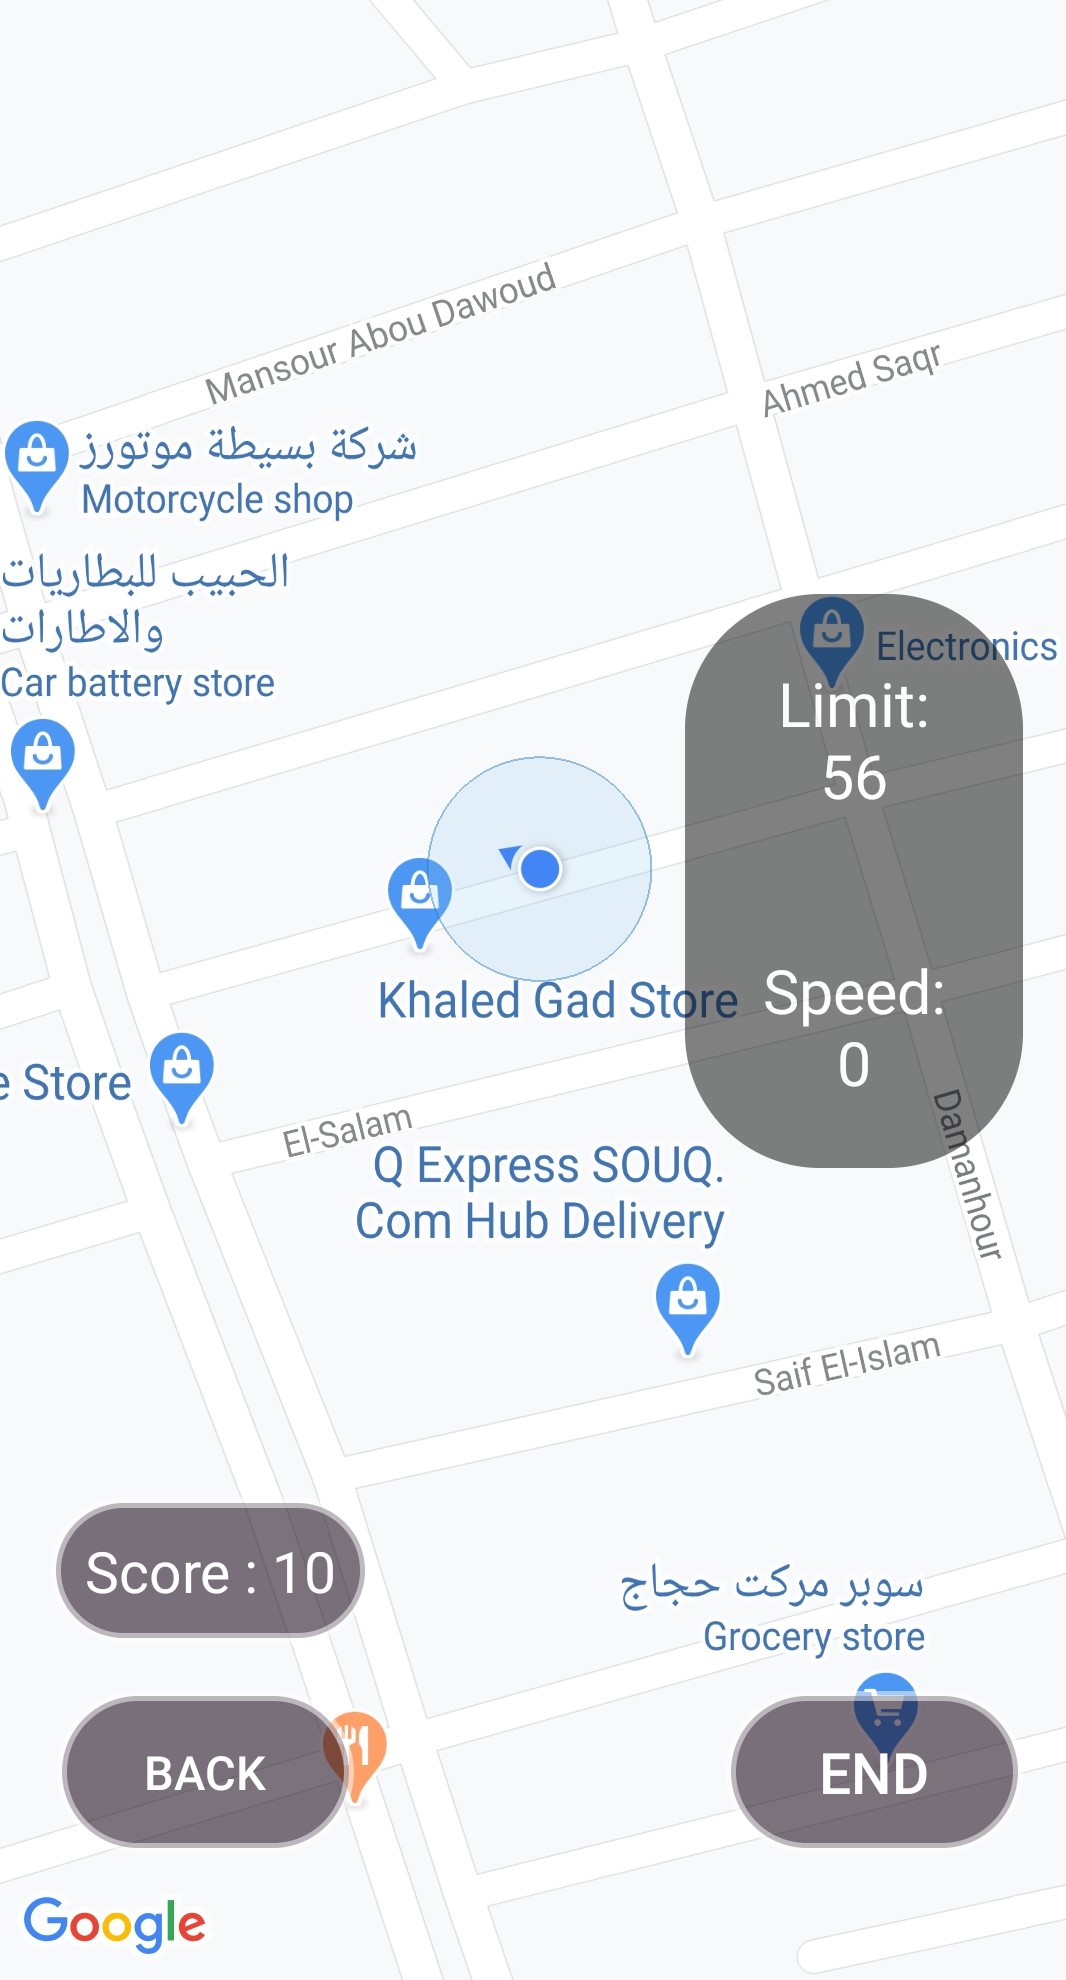 Mansour Abou Dawoud
Ahmed Saqr
شركة بسيطة موتورز
Motorcycle shop
الحبيب للبطاريات
والاطارات
Car battery store
Electronics
Limit:
56
Khaled Gad Store
Speed:
0
e Store
El-Salam
Damanhour
Q Express SOUQ.
Com Hub Delivery
Saif El-Islam
Score : 10
سوبر مركت حجاج
Grocery store
BACK
END
Google